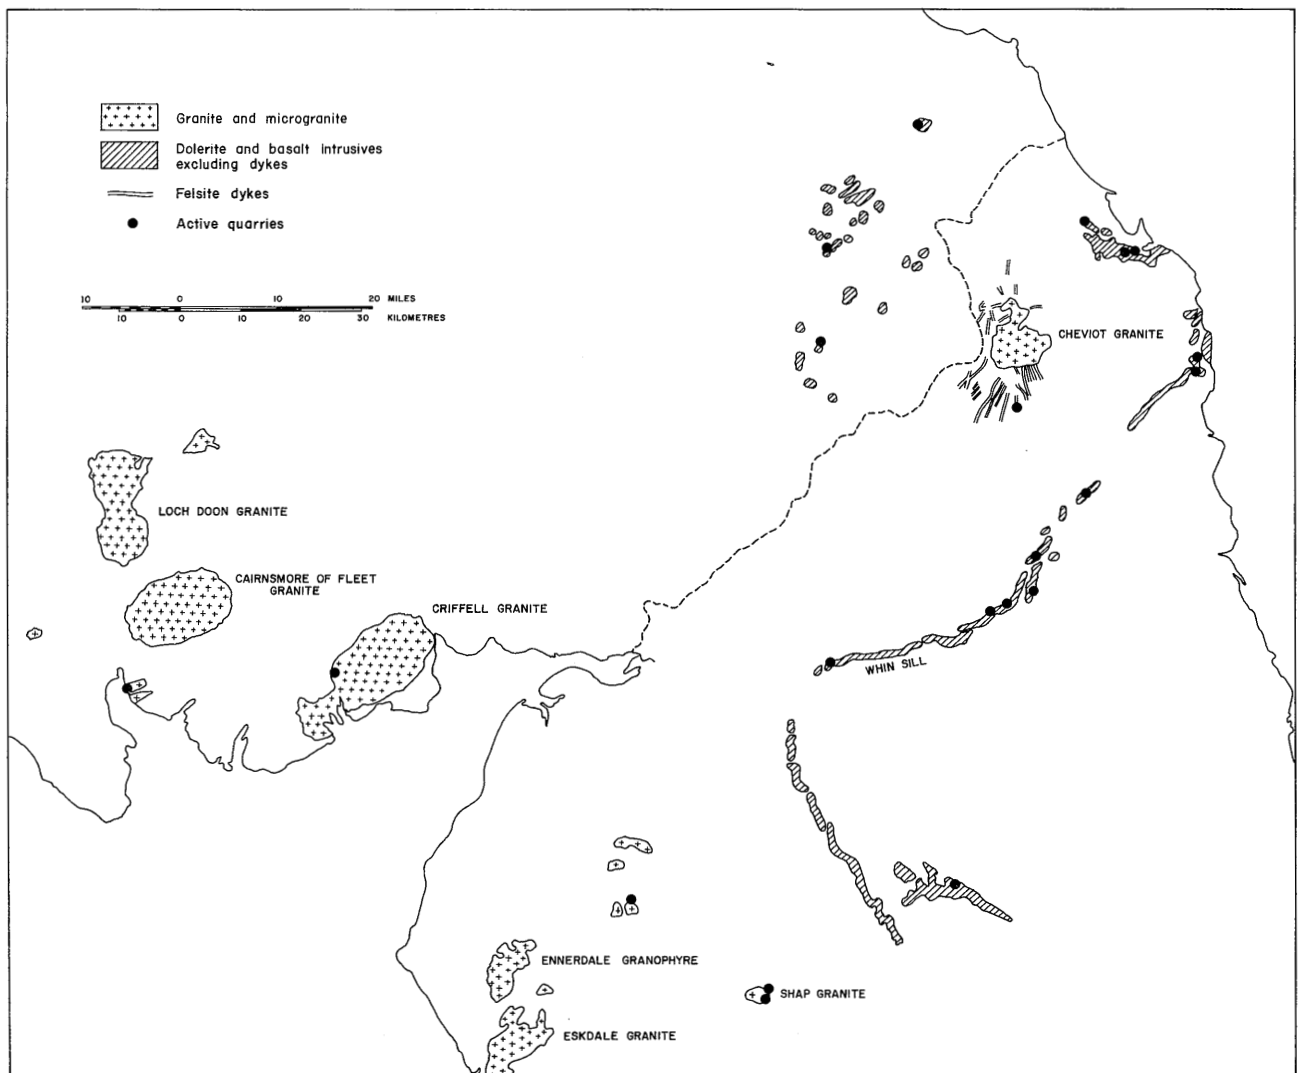 Granite and microgranite
Dolerite and basalt intrusives
excluding dykes
Felsite dykes
Active quarries
10 0 10 20 MILES
10 0 10 20 30 KILOMETRES
CHEVIOT GRANITE
LOCH DOON GRANITE
CAIRNSMORE OF FLEET
GRANITE
CRIFFELL GRANITE
WHIN SILL
ENNERDALE GRANOPHYRE
SHAP GRANITE
ESKDALE GRANITE